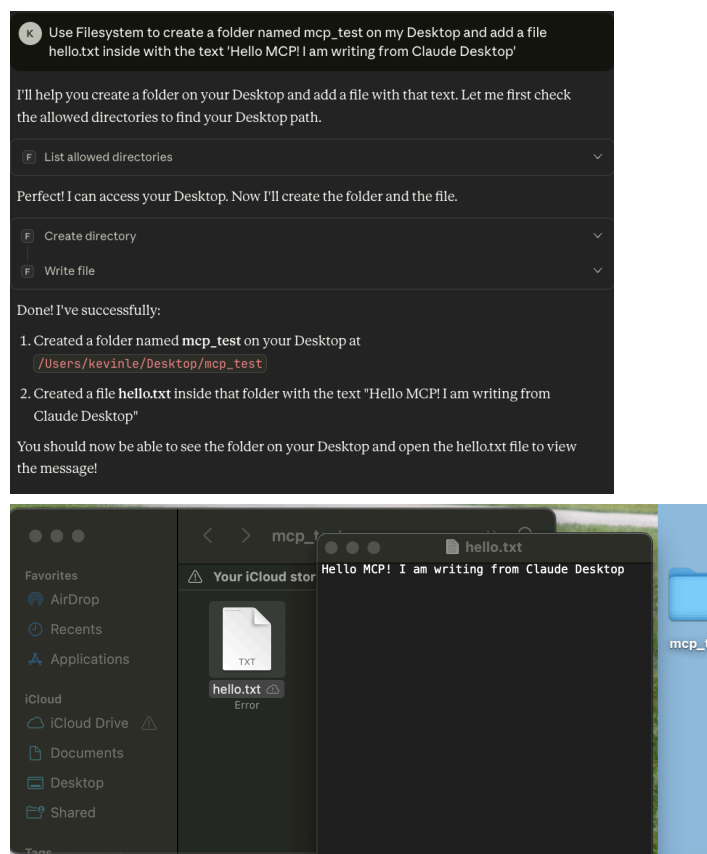 K
Use Filesystem to create a folder named mcp_test on my Desktop and add a file
hello.txt inside with the text 'Hello MCP! I am writing from Claude Desktop'
I'll help you create a folder on your Desktop and add a file with that text. Let me first check
the allowed directories to find your Desktop path.
F List allowed directories
Perfect! I can access your Desktop. Now I'll create the folder and the file.
F Create directory
F Write file
Done! I've successfully:
1. Created a folder named mcp_test on your Desktop at
/Users/kevinle/Desktop/mcp_test
2. Created a file hello.txt inside that folder with the text "Hello MCP! I am writing from
Claude Desktop"
You should now be able to see the folder on your Desktop and open the hello.txt file to view
the message!
mcp_t
hello.txt
Favorites
AirDrop
Recents
Applications
iCloud
iCloud Drive
Documents
Desktop
Shared
Tags
Your iCloud stor
TXT
hello.txt
Error
Hello MCP! I am writing from Claude Desktop
mcp_t